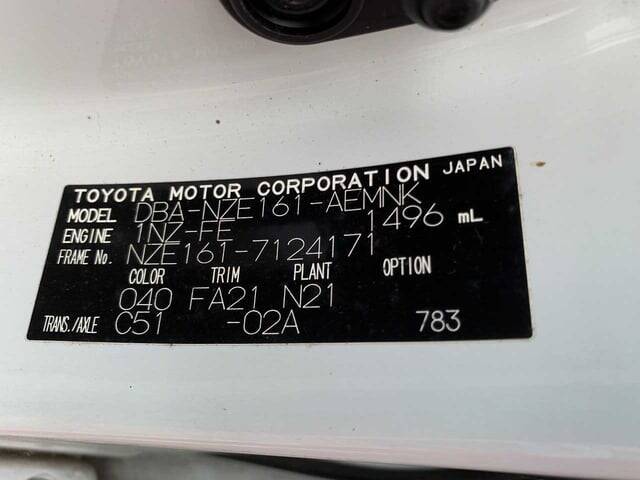 TOYOTA MOTOR CORPORATION JAPAN
MODEL DBA-NZE161-AEMNK
ENGINE 1NZ-FE 1496 mL
FRAME No. NZE161-7124171
COLOR TRIM PLANT OPTION
040 FA21 N21
TRANS./AXLE C51 -02A 783